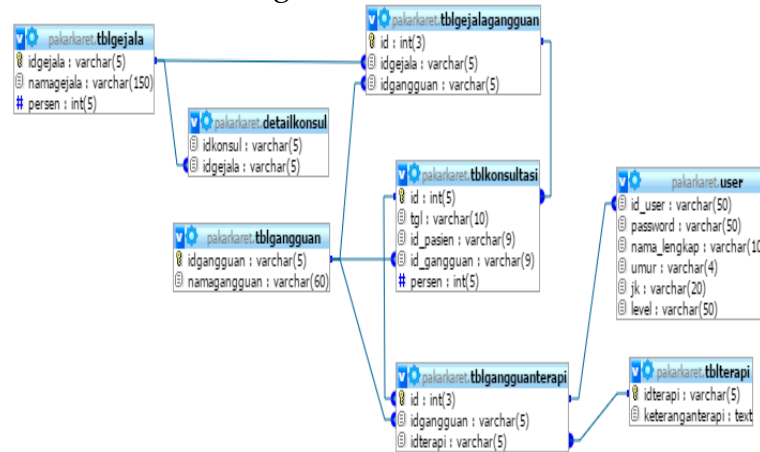 pakarkaret.tblgejala
idgejala : varchar(5)
namagejala : varchar(150)
# persen : int(5)
pakarkaret.detailkonsul
idkonsul : varchar(5)
idgejala : varchar(5)
pakarkaret.tblgangguan
idgangguan : varchar(5)
namagangguan : varchar(60)
pakarkaret.tblgejalagangguan
id : int(3)
idgejala : varchar(5)
idgangguan : varchar(5)
pakarkaret.tblkonsultasi
id : int(5)
tgl : varchar(10)
id_pasien : varchar(9)
id_gangguan : varchar(9)
# persen : int(5)
pakarkaret.tblgangguanterapi
id : int(3)
idgangguan : varchar(5)
idterapi : varchar(5)
pakarkaret.user
id_user : varchar(50)
password : varchar(50)
nama_lengkap : varchar(10
umur : varchar(4)
jk : varchar(20)
level : varchar(50)
pakarkaret.tblterapi
idterapi : varchar(5)
keteranganterapi : text